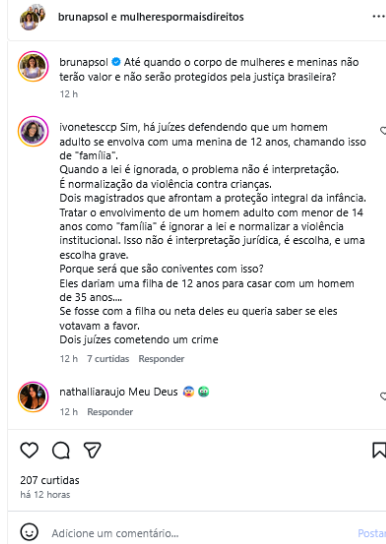 brunapsol e mulherespormaisdireitos
brunapsol Até quando o corpo de mulheres e meninas não
terão valor e não serão protegidos pela justiça brasileira?
12 h
ivonetesccp Sim, há juízes defendendo que um homem
adulto se envolva com uma menina de 12 anos, chamando isso
de "família".
Quando a lei é ignorada, o problema não é interpretação.
É normalização da violência contra crianças.
Dois magistrados que afrontam a proteção integral da infância.
Tratar o envolvimento de um homem adulto com menor de 14
anos como "família" é ignorar a lei e normalizar a violência
institucional. Isso não é interpretação jurídica, é escolha, e uma
escolha grave.
Porque será que são coniventes com isso?
Eles dariam uma filha de 12 anos para casar com um homem
de 35 anos....
Se fosse com a filha ou neta deles eu queria saber se eles
votavam a favor.
Dois juízes cometendo um crime
12 h 7 curtidas Responder
nathalliaraujo Meu Deus 😨🤢
12 h Responder
207 curtidas
há 12 horas
Adicione um comentário... Postar